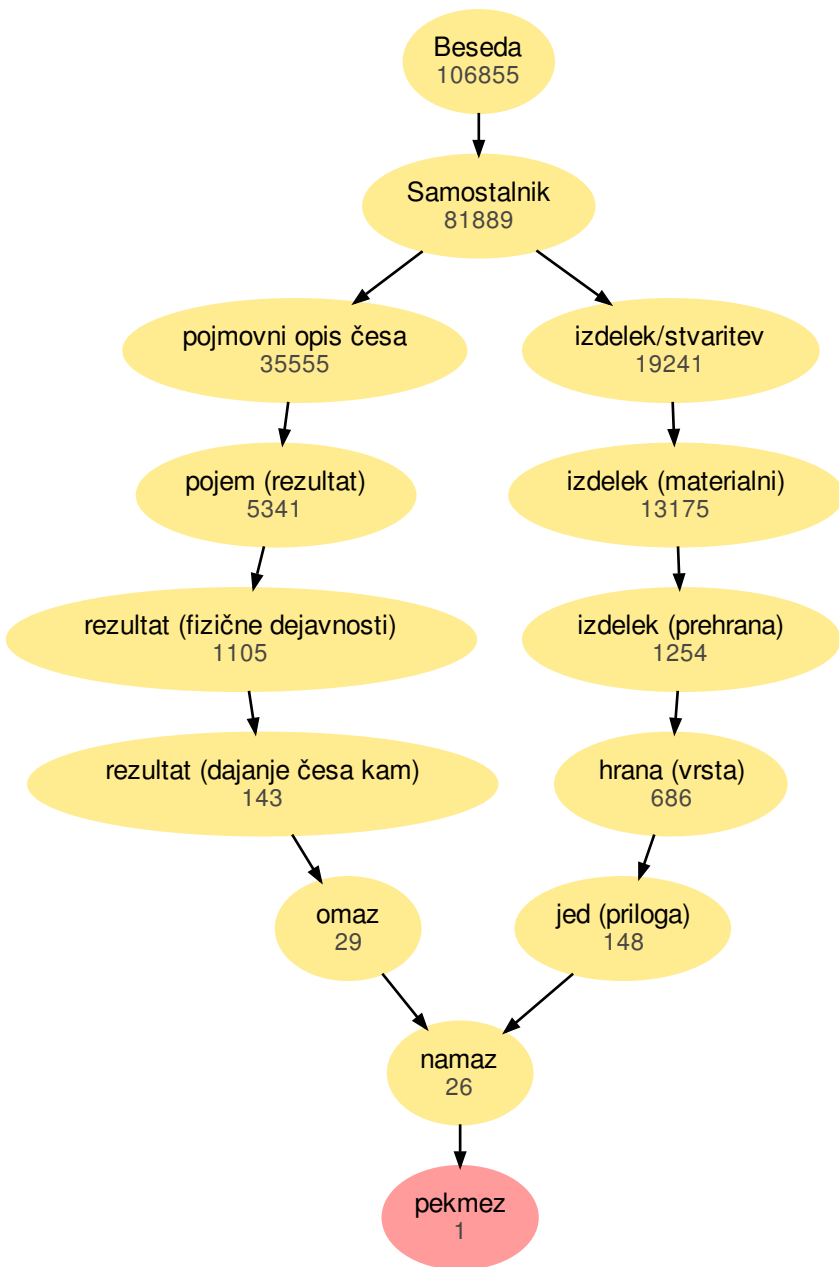 Beseda
106855
Samostalnik
81889
pojmovni opis česa
35555
izdelek/stvaritev
19241
pojem (rezultat)
5341
izdelek (materialni)
13175
rezultat (fizične dejavnosti)
1105
izdelek (prehrana)
1254
rezultat (dajanje česa kam)
143
hrana (vrsta)
686
omaz
29
jed (priloga)
148
namaz
26
pekmez
1